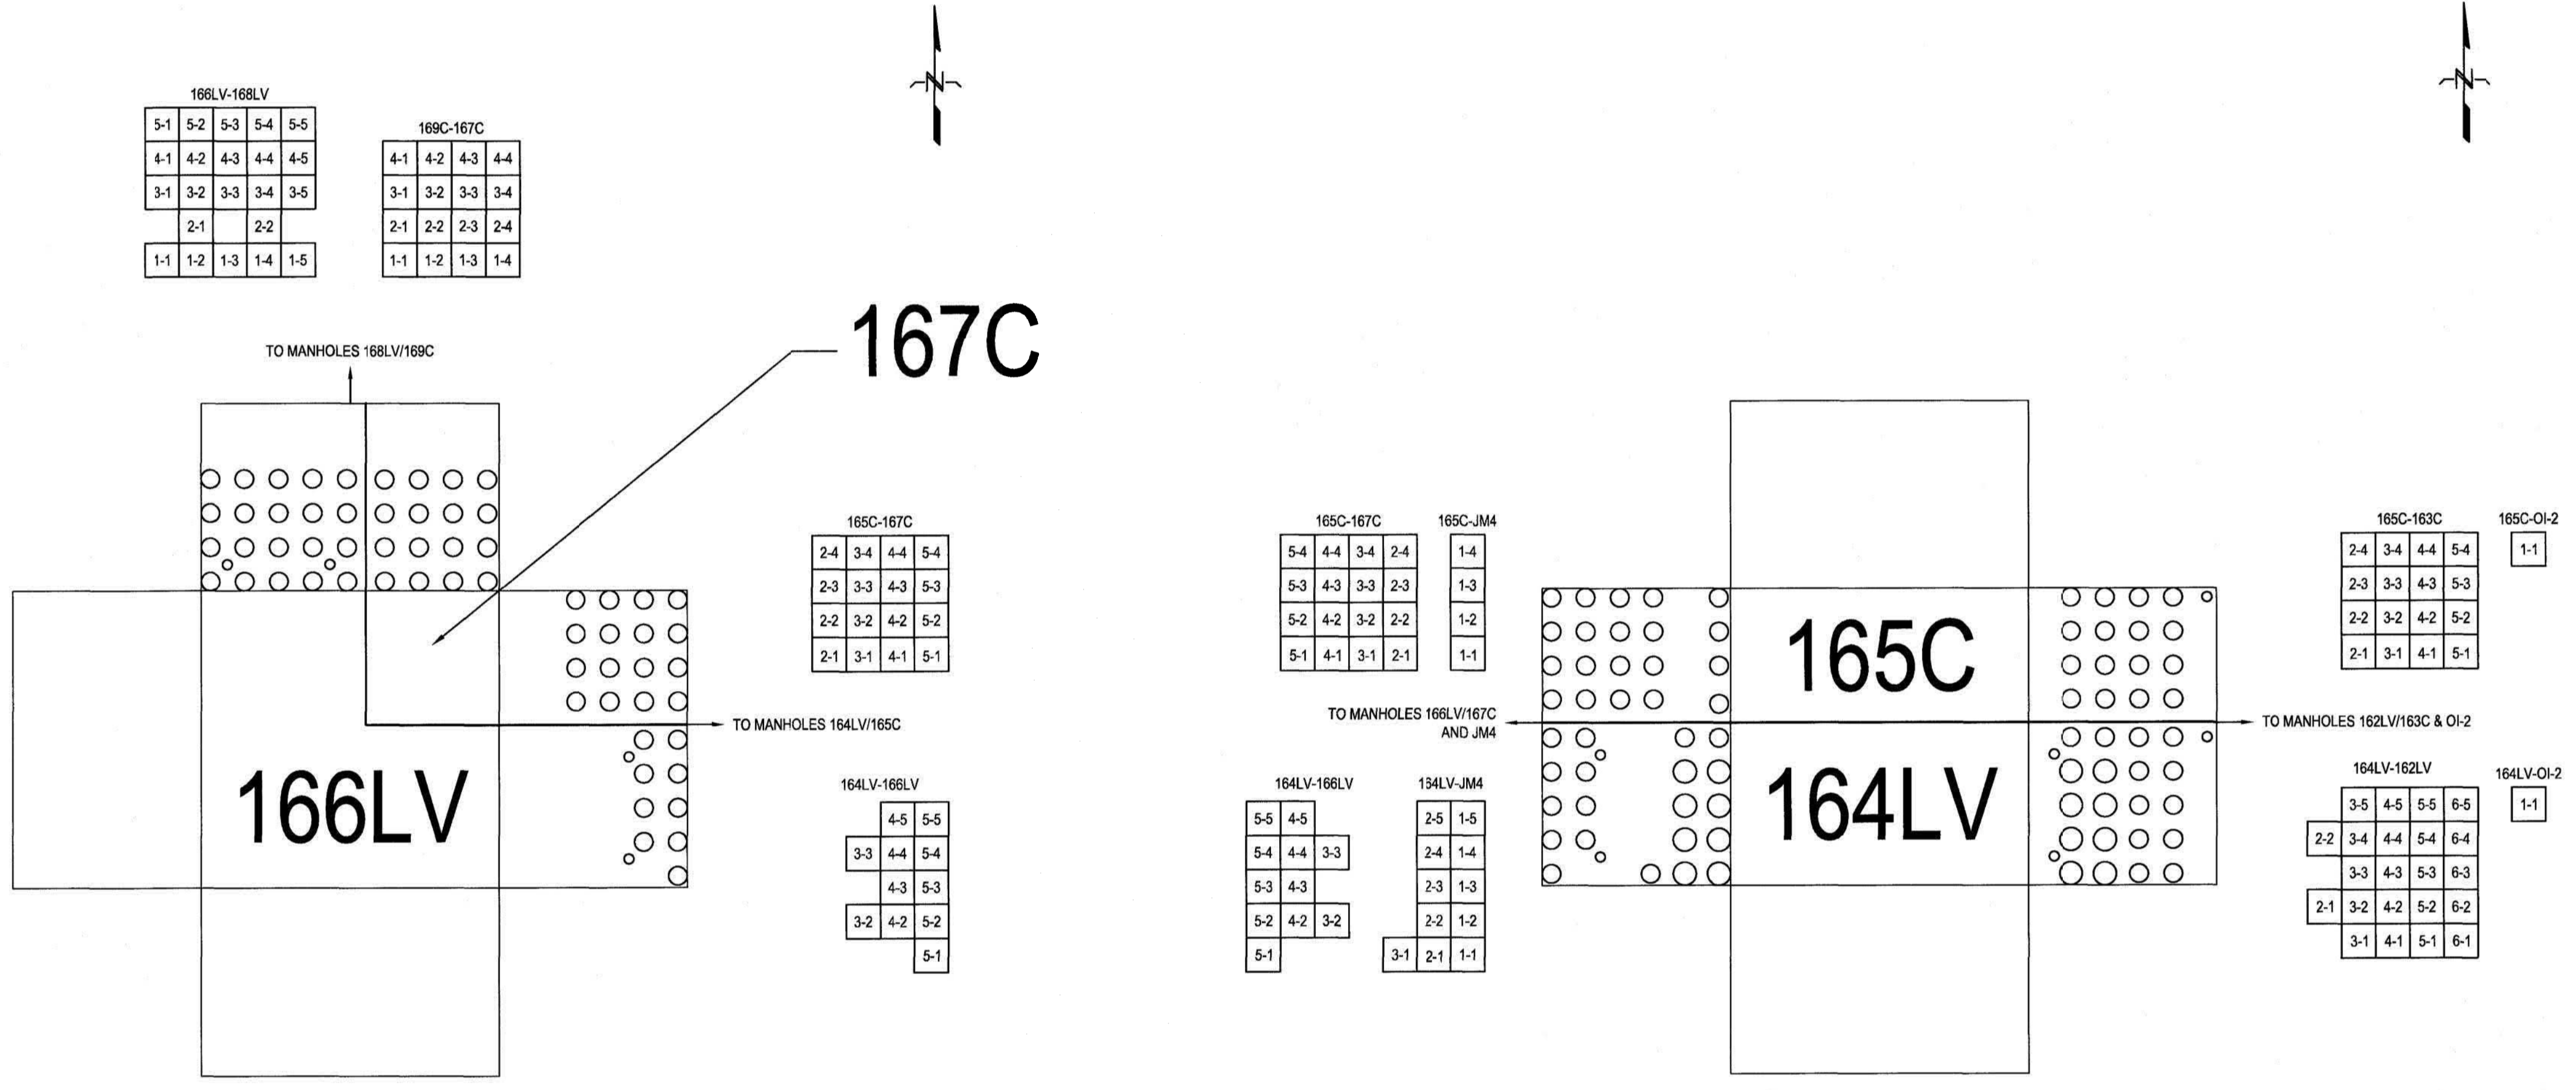 N
166LV-168LV
5-1 5-2 5-3 5-4 5-5
4-1 4-2 4-3 4-4 4-5
3-1 3-2 3-3 3-4 3-5
2-1 2-2
1-1 1-2 1-3 1-4 1-5
169C-167C
4-1 4-2 4-3 4-4
3-1 3-2 3-3 3-4
2-1 2-2 2-3 2-4
1-1 1-2 1-3 1-4
167C
TO MANHOLES 168LV/169C
165C-167C
2-4 3-4 4-4 5-4
2-3 3-3 4-3 5-3
2-2 3-2 4-2 5-2
2-1 3-1 4-1 5-1
TO MANHOLES 164LV/165C
166LV
164LV-166LV
4-5 5-5
3-3 4-4 5-4
4-3 5-3
3-2 4-2 5-2
5-1
N
165C-167C
5-4 4-4 3-4 2-4
5-3 4-3 3-3 2-3
5-2 4-2 3-2 2-2
5-1 4-1 3-1 2-1
165C-JM4
1-4
1-3
1-2
1-1
TO MANHOLES 166LV/167C
AND JM4
164LV-166LV
5-5 4-5
5-4 4-4 3-3
5-3 4-3
5-2 4-2 3-2
5-1
164LV-JM4
2-5 1-5
2-4 1-4
2-3 1-3
2-2 1-2
3-1 2-1 1-1
165C
164LV
165C-163C
2-4 3-4 4-4 5-4
2-3 3-3 4-3 5-3
2-2 3-2 4-2 5-2
2-1 3-1 4-1 5-1
165C-OI-2
1-1
TO MANHOLES 162LV/163C & OI-2
164LV-162LV
3-5 4-5 5-5 6-5
2-2 3-4 4-4 5-4 6-4
3-3 4-3 5-3 6-3
2-1 3-2 4-2 5-2 6-2
3-1 4-1 5-1 6-1
164LV-OI-2
1-1